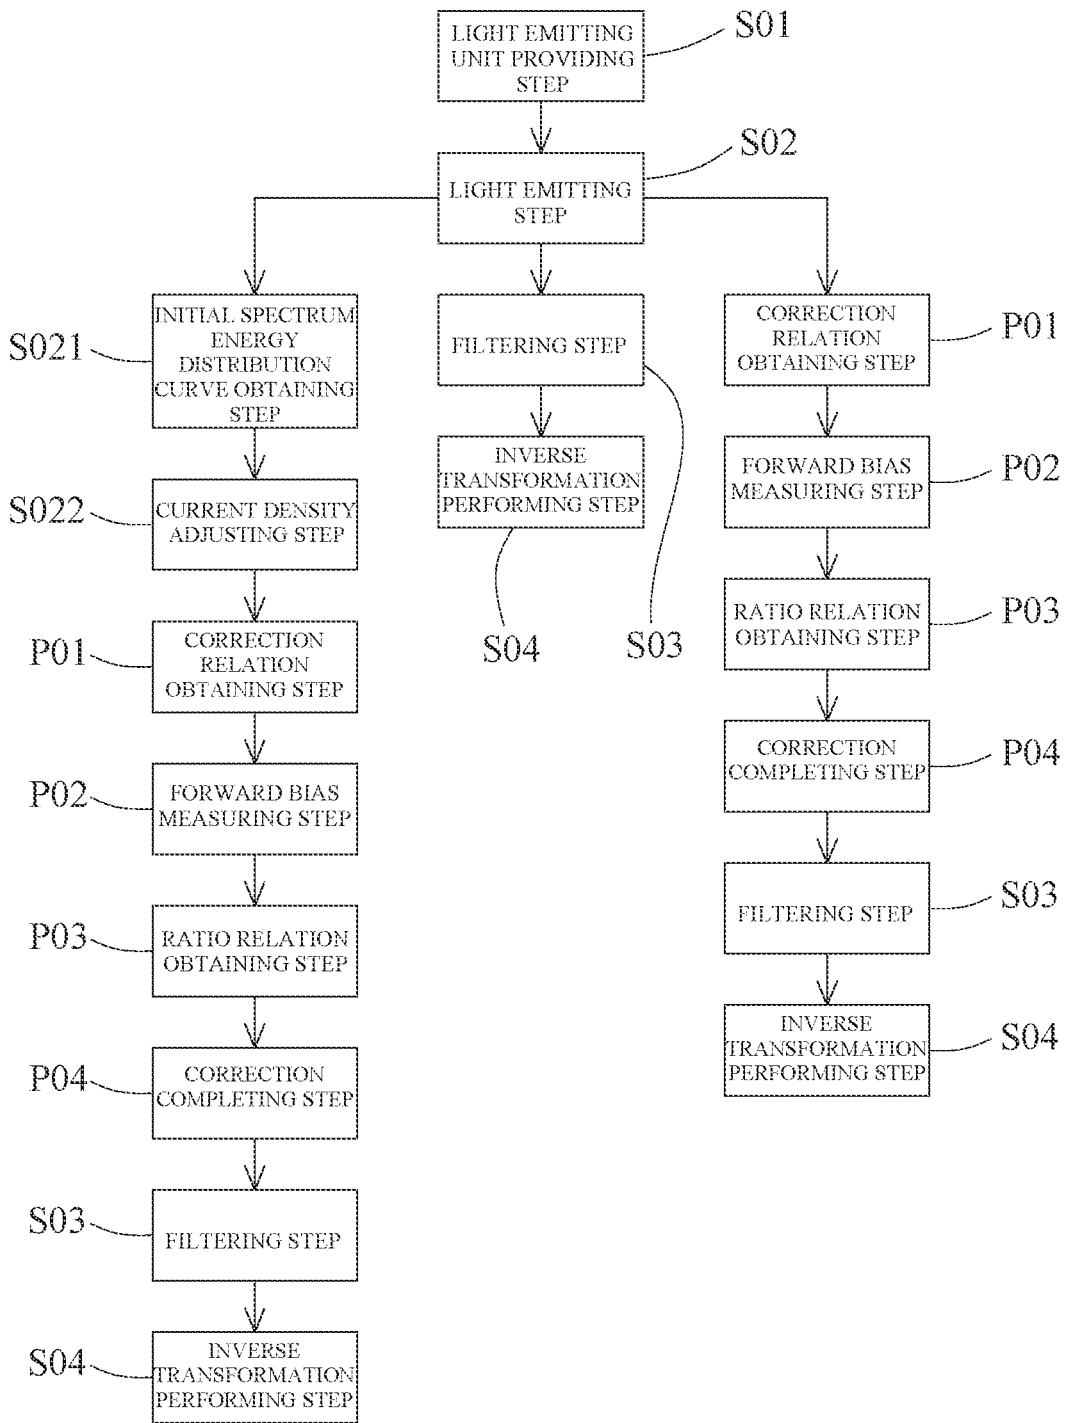 LIGHT EMITTING
UNIT PROVIDING
STEP
S01
LIGHT EMITTING
STEP
S02
INITIAL SPECTRUM
ENERGY
DISTRIBUTION
CURVE OBTAINING
STEP
S021
CURRENT DENSITY
ADJUSTING STEP
S022
CORRECTION
RELATION
OBTAINING STEP
P01
FORWARD BIAS
MEASURING STEP
P02
RATIO RELATION
OBTAINING STEP
P03
CORRECTION
COMPLETING STEP
P04
FILTERING STEP
S03
INVERSE
TRANSFORMATION
PERFORMING STEP
S04
FILTERING STEP
S03
INVERSE
TRANSFORMATION
PERFORMING STEP
S04
CORRECTION
RELATION
OBTAINING STEP
P01
FORWARD BIAS
MEASURING STEP
P02
RATIO RELATION
OBTAINING STEP
P03
CORRECTION
COMPLETING STEP
P04
FILTERING STEP
S03
INVERSE
TRANSFORMATION
PERFORMING STEP
S04